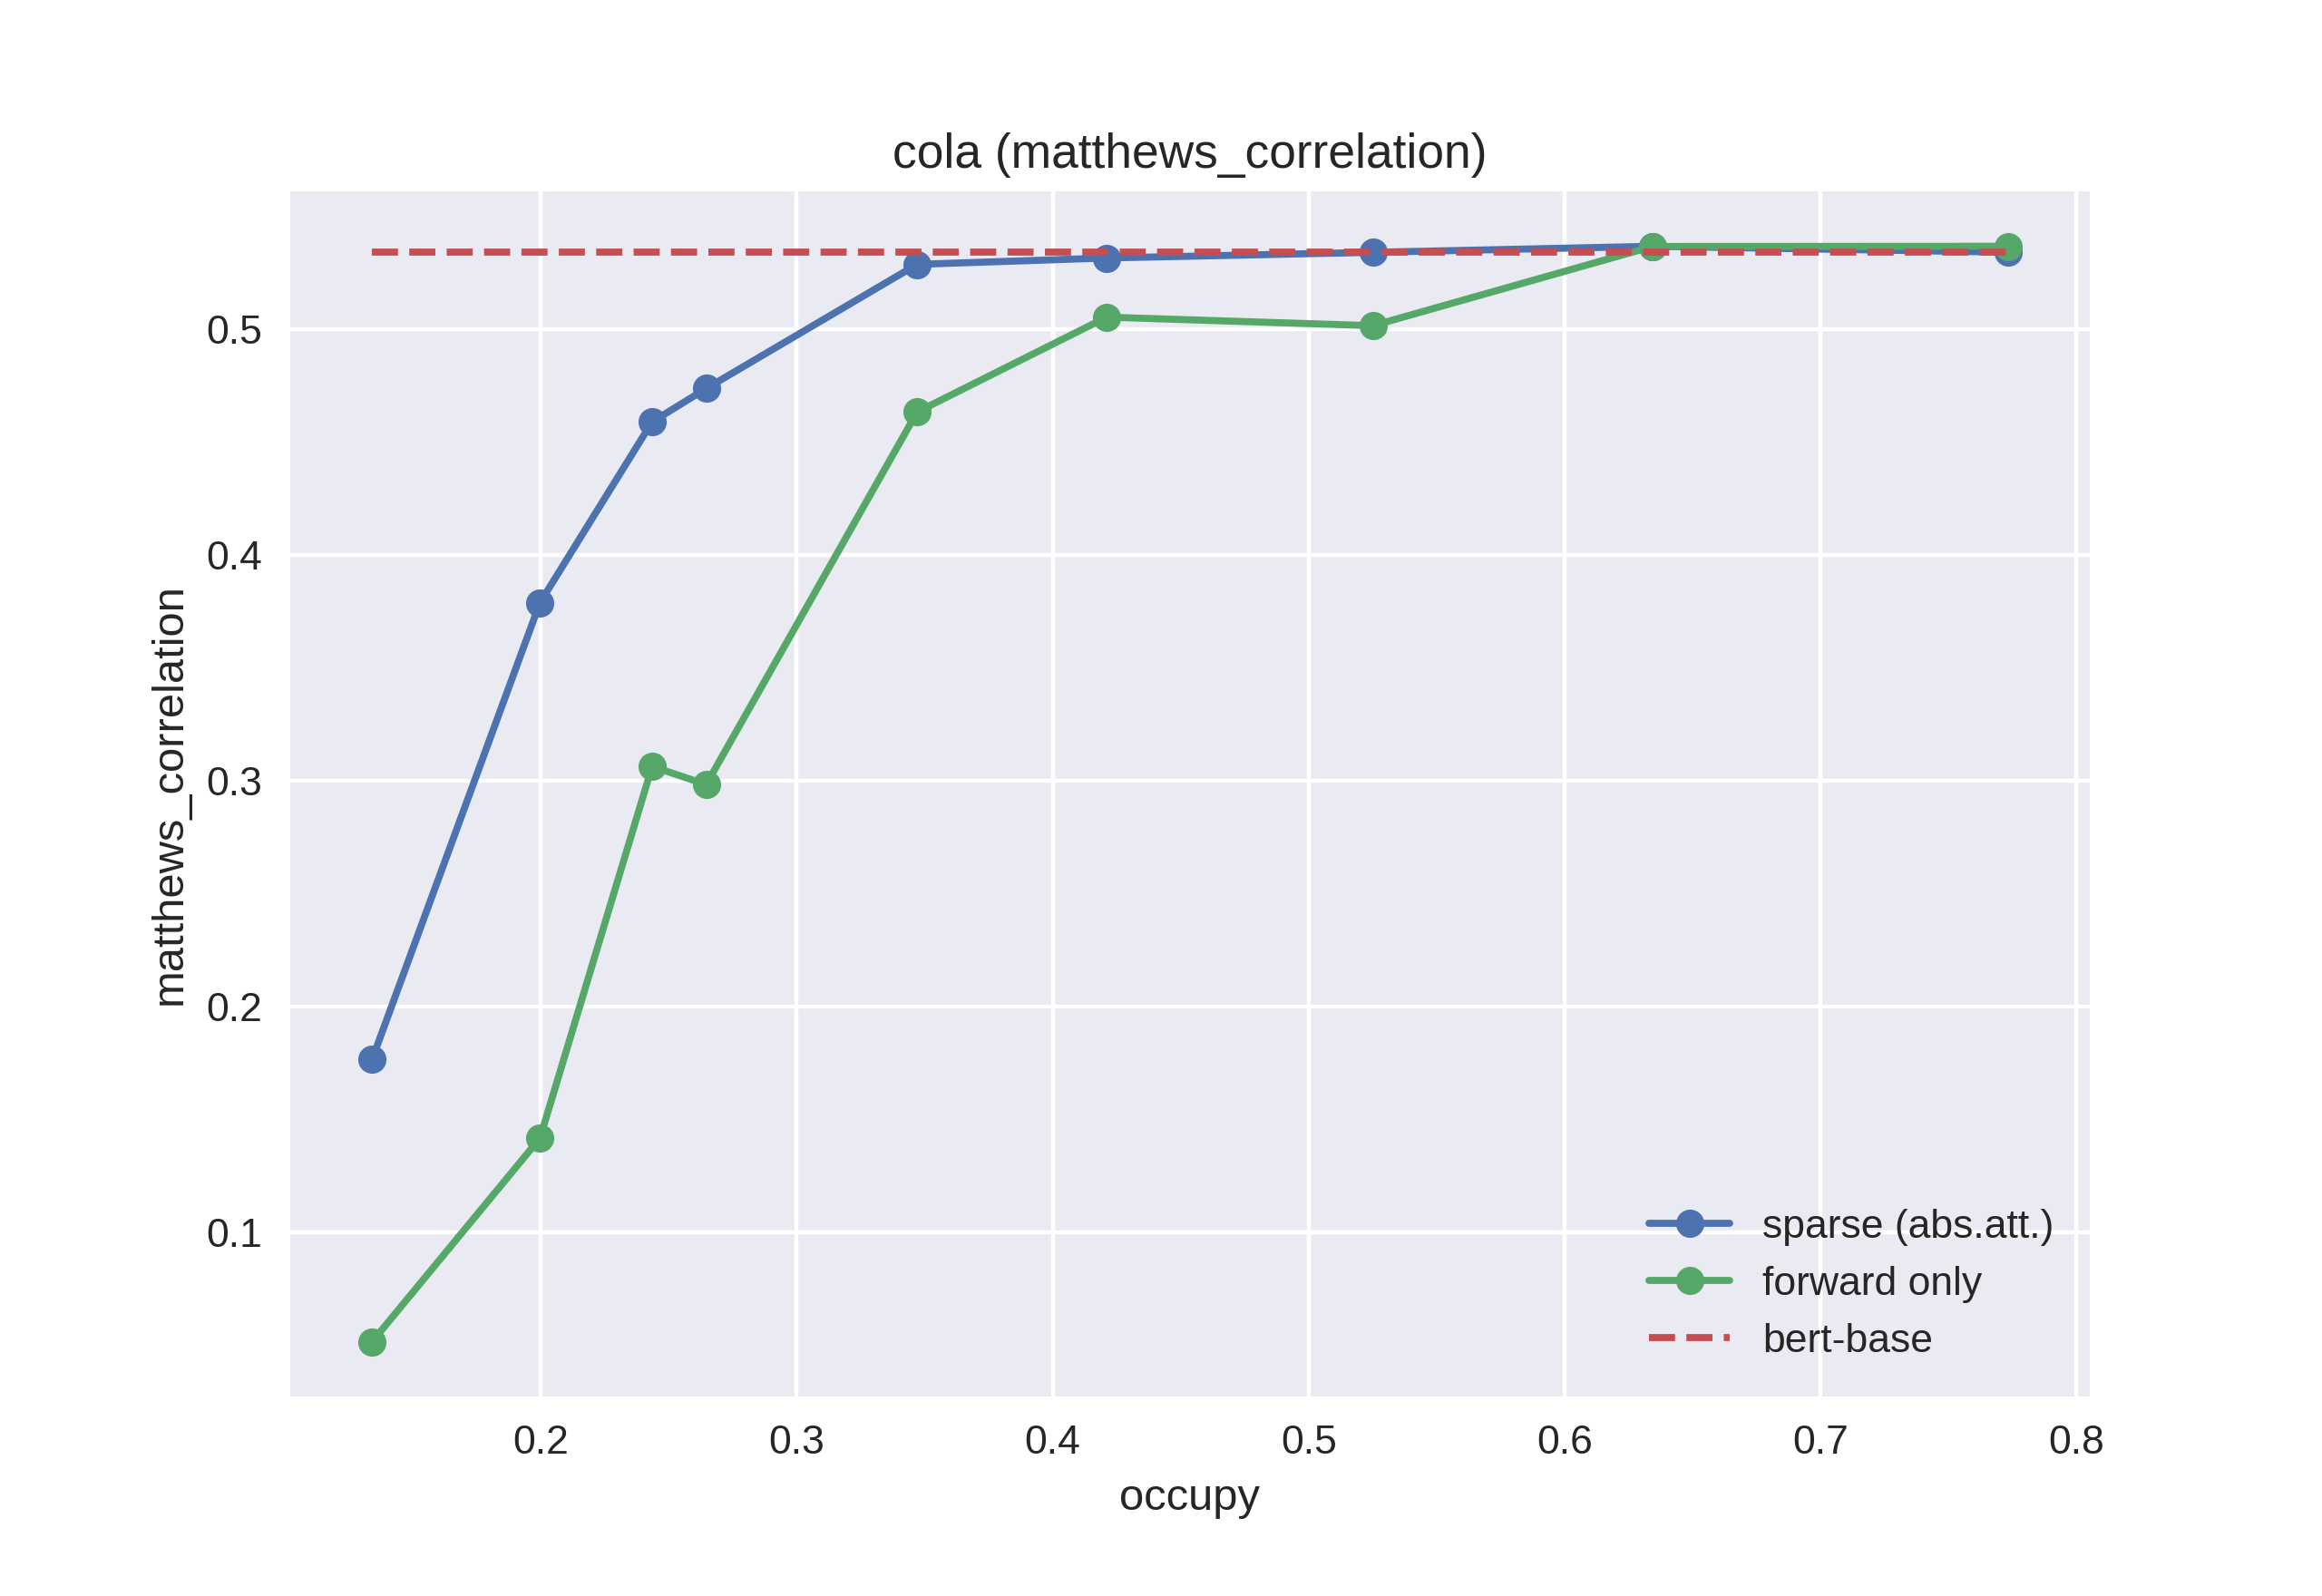 cola (matthews_correlation)
matthews_correlation
0.5
0.4
0.3
0.2
0.1
sparse (abs.att.)
forward only
bert-base
0.2 0.3 0.4 0.5 0.6 0.7 0.8
occupy